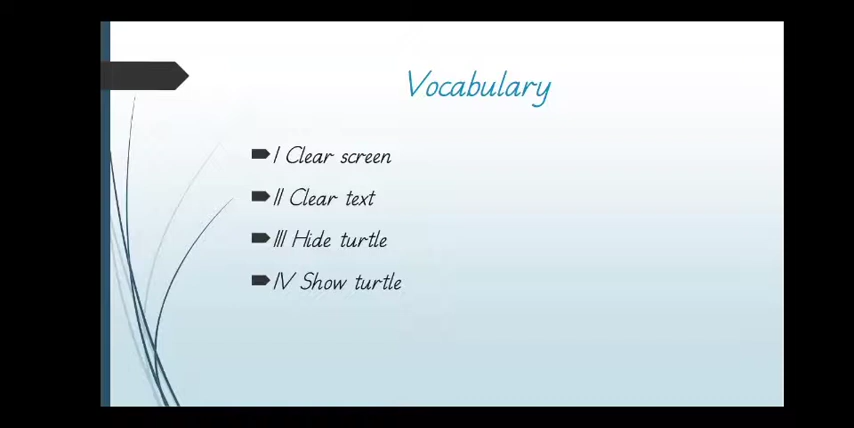 Vocabulary
I Clear screen
II Clear text
III Hide turtle
IV Show turtle